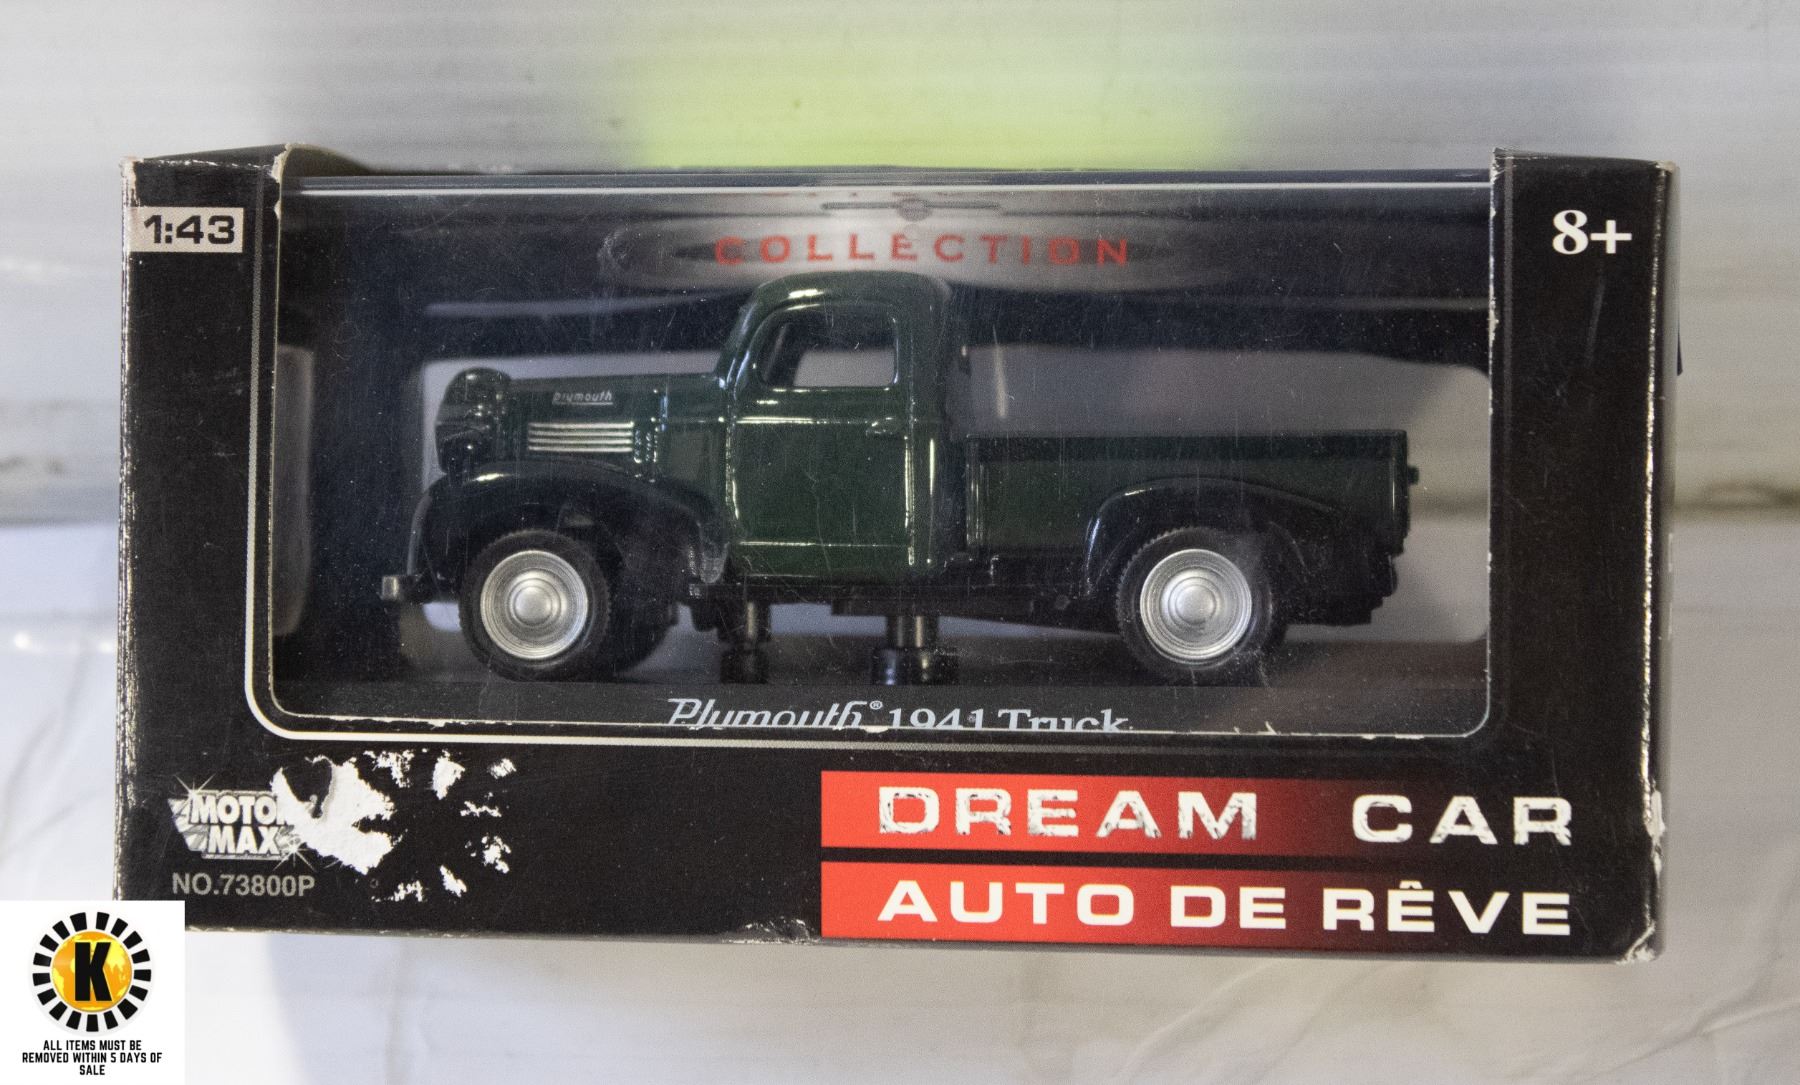 1:43
8+
COLLECTION
plymouth
Plymouth® 1941 Truck
MOTOR
MAX
NO.73800P
DREAM CAR
AUTO DE RÊVE
K
ALL ITEMS MUST BE
REMOVED WITHIN 5 DAYS OF
SALE